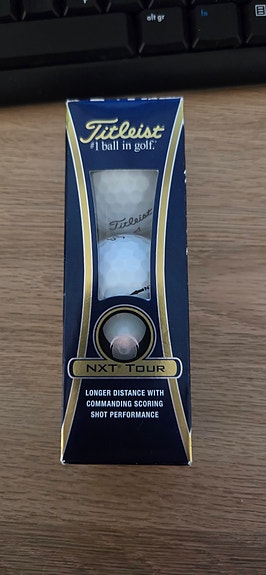 alt gr
Titleist
#1 ball in golf.
Titleist
NXT® TOUR
LONGER DISTANCE WITH
COMMANDING SCORING
SHOT PERFORMANCE